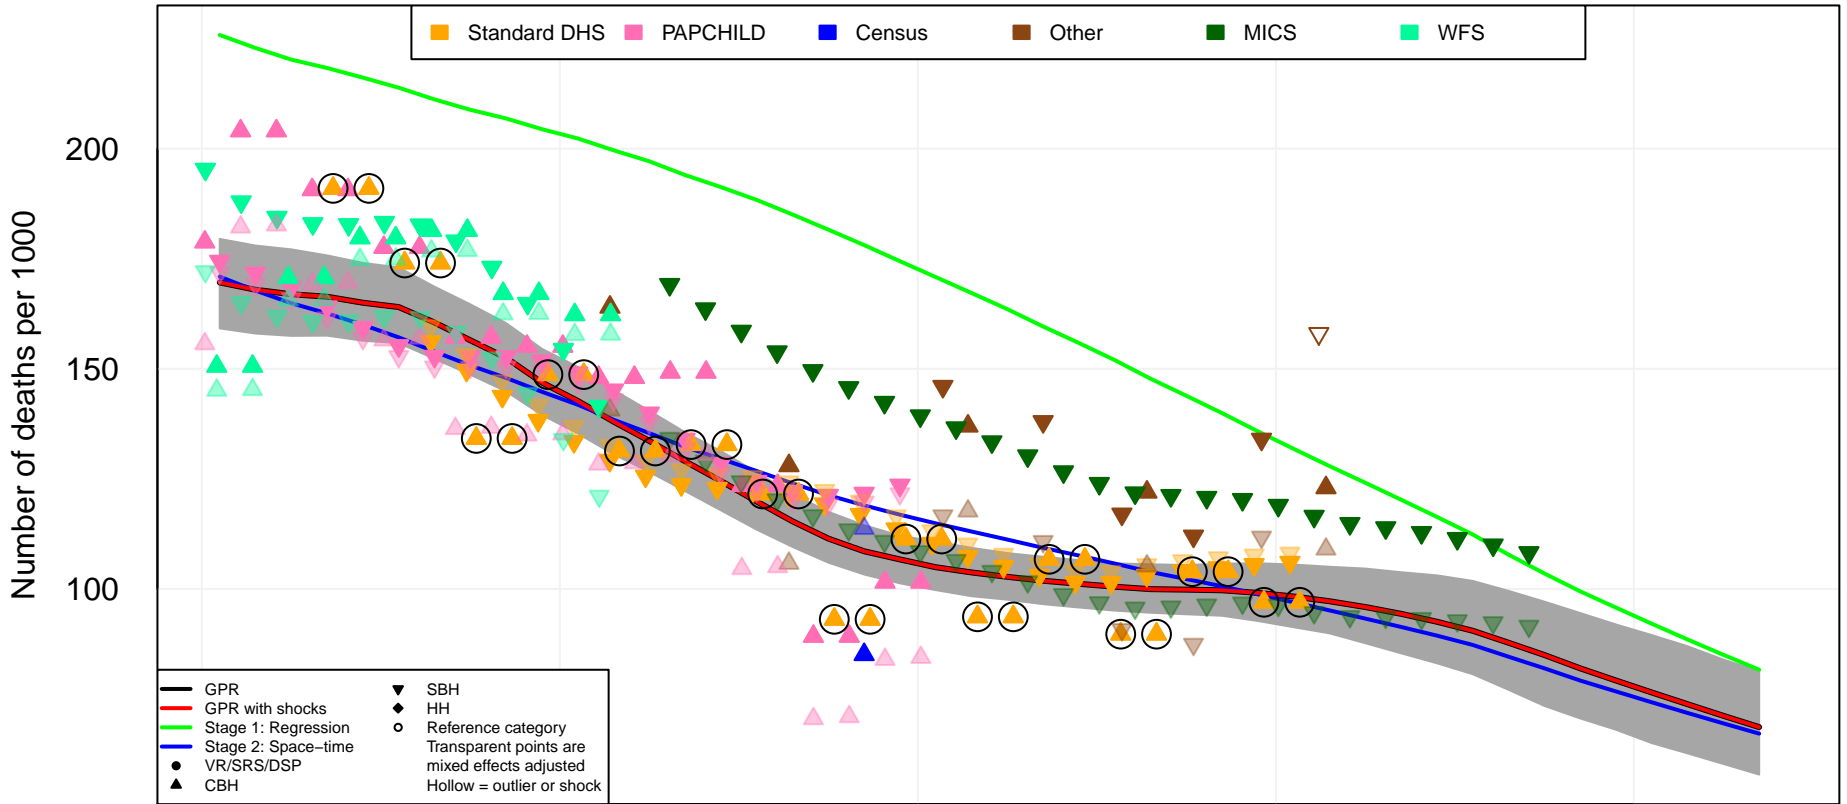 Standard DHS PAPCHILD Census Other MICS WFS
200
150
100
Number of deaths per 1000
GPR
GPR with shocks
Stage 1: Regression
Stage 2: Space−time
VR/SRS/DSP
CBH
SBH
HH
Reference category
Transparent points are
mixed effects adjusted
Hollow = outlier or shock